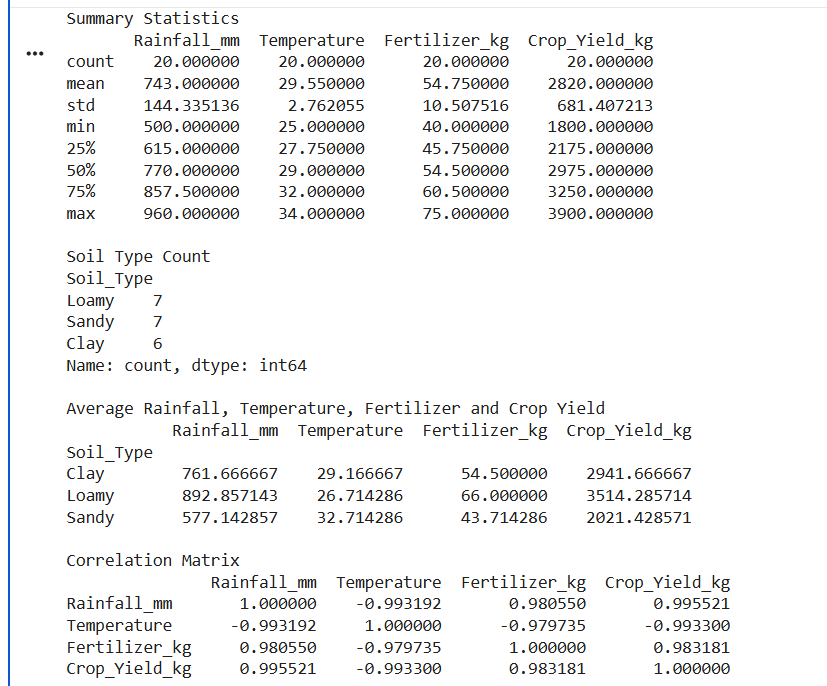 Summary Statistics
Rainfall_mm Temperature Fertilizer_kg Crop_Yield_kg
count 20.000000 20.000000 20.000000 20.000000
mean 743.000000 29.550000 54.750000 2820.000000
std 144.335136 2.762055 10.507516 681.407213
min 500.000000 25.000000 40.000000 1800.000000
25% 615.000000 27.750000 45.750000 2175.000000
50% 770.000000 29.000000 54.500000 2975.000000
75% 857.500000 32.000000 60.500000 3250.000000
max 960.000000 34.000000 75.000000 3900.000000
Soil Type Count
Soil_Type
Loamy 7
Sandy 7
Clay 6
Name: count, dtype: int64
Average Rainfall, Temperature, Fertilizer and Crop Yield
Rainfall_mm Temperature Fertilizer_kg Crop_Yield_kg
Soil_Type
Clay 761.666667 29.166667 54.500000 2941.666667
Loamy 892.857143 26.714286 66.000000 3514.285714
Sandy 577.142857 32.714286 43.714286 2021.428571
Correlation Matrix
Rainfall_mm Temperature Fertilizer_kg Crop_Yield_kg
Rainfall_mm 1.000000 -0.993192 0.980550 0.995521
Temperature -0.993192 1.000000 -0.979735 -0.993300
Fertilizer_kg 0.980550 -0.979735 1.000000 0.983181
Crop_Yield_kg 0.995521 -0.993300 0.983181 1.000000